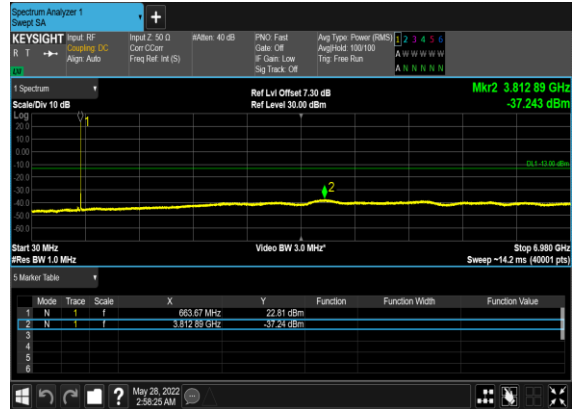 Spectrum Analyzer 1
Swept SA
+
KEYSIGHT Input: RF Input Z: 50 Ω #Atten: 40 dB PNO: Fast Avg Type: Power (RMS) 1 2 3 4 5 6
R T Coupling: DC Corr CCorr Gate: Off Avg|Hold: 100/100 A W W W W W
Align: Auto Freq Ref: Int (S) IF Gain: Low Trig: Free Run
Sig Track: Off A N N N N N
1 Spectrum Ref Lvl Offset 7.30 dB Mkr2 3.812 89 GHz
Scale/Div 10 dB Ref Level 30.00 dBm -37.243 dBm
Log
20.0
10.0
0.00
-10.0
-20.0
-30.0
-40.0
-50.0
-60.0
1
DL1 -13.00 dBm
2
Start 30 MHz Video BW 3.0 MHz* Stop 6.980 GHz
#Res BW 1.0 MHz Sweep ~14.2 ms (40001 pts)
5 Marker Table
Mode Trace Scale X Y Function Function Width Function Value
1 N 1 f 663.67 MHz 22.81 dBm
2 N 1 f 3.812 89 GHz -37.24 dBm
3
4
5
6
? May 28, 2022
2:58:25 AM